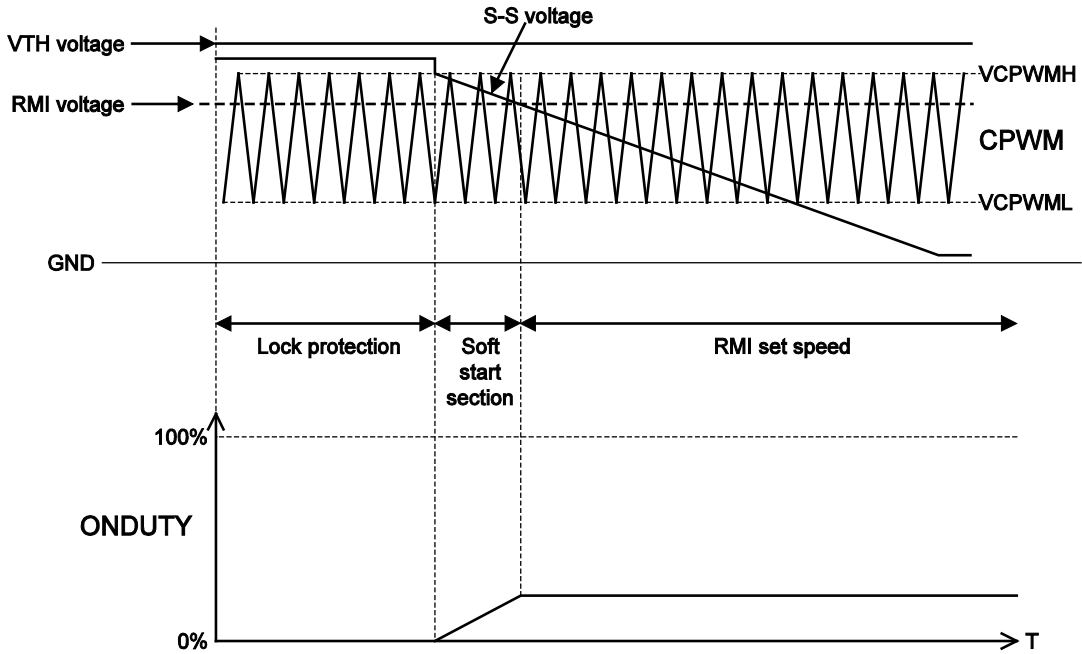 S-S voltage
VTH voltage
VCPWMH
RMI voltage
CPWM
VCPWML
GND
Lock protection
Soft
start
section
RMI set speed
100%
ONDUTY
0%
T